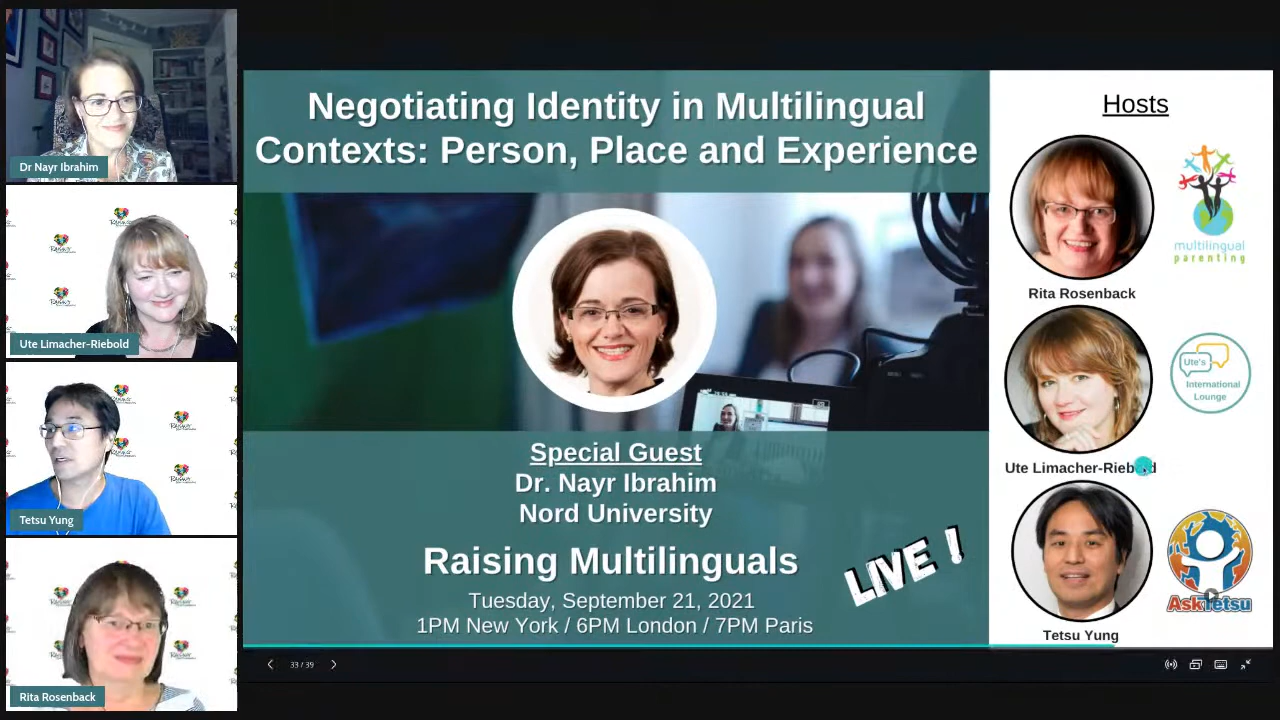 Dr Nayr Ibrahim
Ute Limacher-Riebold
Tetsu Yung
Rita Rosenback
Negotiating Identity in Multilingual
Contexts: Person, Place and Experience
Special Guest
Dr. Nayr Ibrahim
Nord University
Raising Multilinguals
LIVE !
Tuesday, September 21, 2021
1PM New York / 6PM London / 7PM Paris
Hosts
multilingual
parenting
Rita Rosenback
Ute's
International
Lounge
Ute Limacher-Riebold
AskTetsu
Tetsu Yung
33 / 39